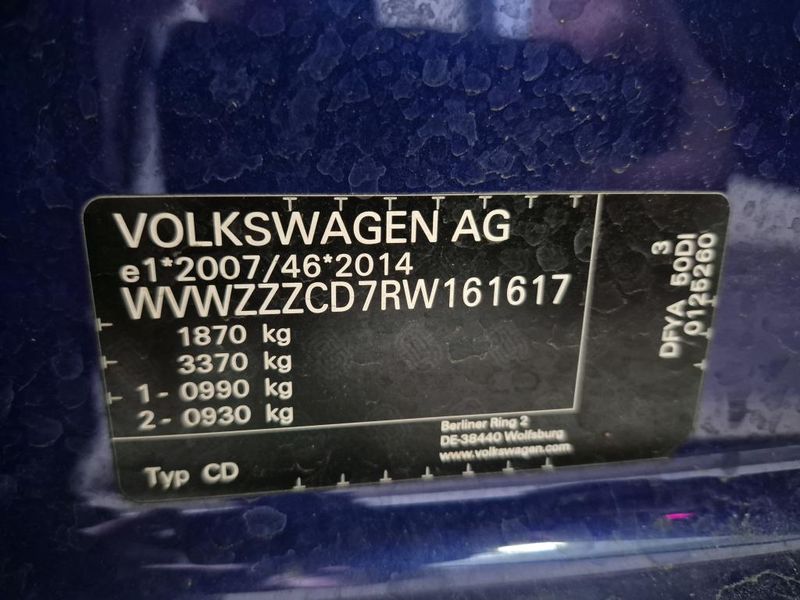 VOLKSWAGEN AG
e1*2007/46*2014
WVWZZZCD7RW161617
1870 kg
3370 kg
1- 0990 kg
2- 0930 kg
Berliner Ring 2
DE-38440 Wolfsburg
www.volkswagen.com
Typ CD
3
DFYA 50DI
0125260